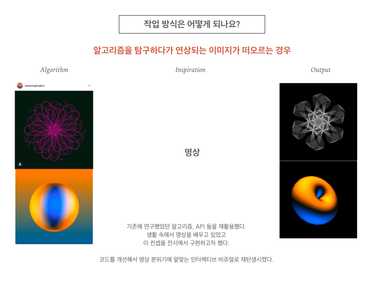 작업 방식은 어떻게 되나요?
알고리즘을 탐구하다가 연상되는 이미지가 떠오르는 경우
Algorithm
Inspiration
Output
명상
기존에 연구했었던 알고리즘, API 등을 재활용했다.
생활 속에서 명상을 배우고 있었고
이 컨셉을 전시에서 구현하고자 했다.
코드를 개선해서 명상 분위기에 알맞는 인터랙티브 비주얼로 재탄생시켰다.